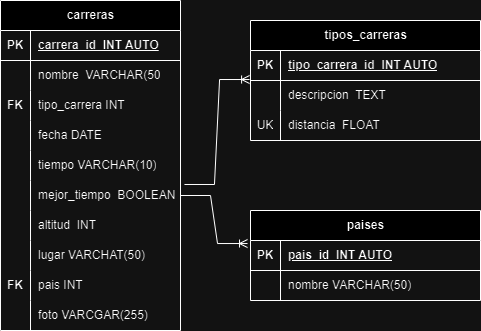 carreras
PK carrera_id INT AUTO
nombre VARCHAR(50
FK tipo_carrera INT
fecha DATE
tiempo VARCHAR(10)
mejor_tiempo BOOLEAN
altitud INT
lugar VARCHAT(50)
FK pais INT
foto VARCGAR(255)
tipos_carreras
PK tipo_carrera_id INT AUTO
descripcion TEXT
UK distancia FLOAT
paises
PK pais_id INT AUTO
nombre VARCHAR(50)